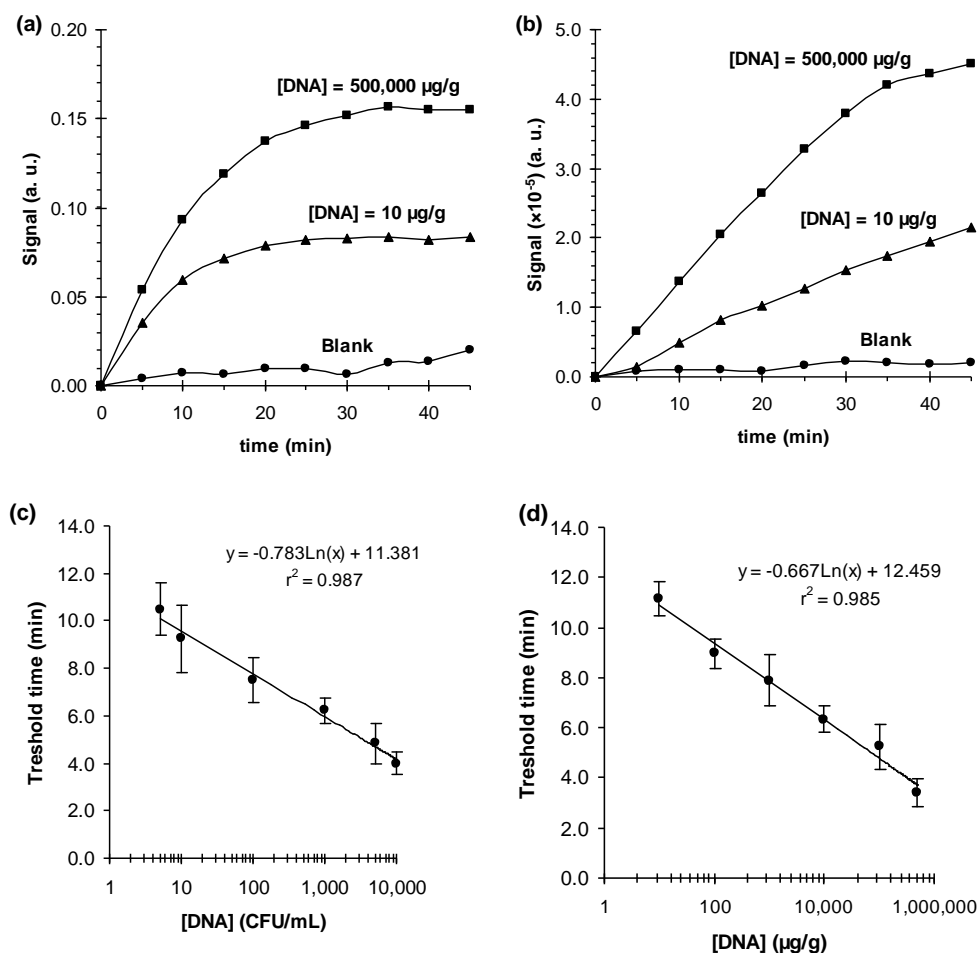 (a)
0.20
0.15
0.10
0.05
0.00
Signal (a. u.)
[DNA] = 500,000 µg/g
[DNA] = 10 µg/g
Blank
0 10 20 30 40
time (min)
(b)
5.0
4.0
3.0
2.0
1.0
0.0
Signal (×10⁻⁵) (a. u.)
[DNA] = 500,000 µg/g
[DNA] = 10 µg/g
Blank
0 10 20 30 40
time (min)
(c)
14.0
12.0
10.0
8.0
6.0
4.0
2.0
0.0
Treshold time (min)
y = -0.783Ln(x) + 11.381
r² = 0.987
1 10 100 1,000 10,000
[DNA] (CFU/mL)
(d)
14.0
12.0
10.0
8.0
6.0
4.0
2.0
0.0
Treshold time (min)
y = -0.667Ln(x) + 12.459
r² = 0.985
1 100 10,000 1,000,000
[DNA] (µg/g)